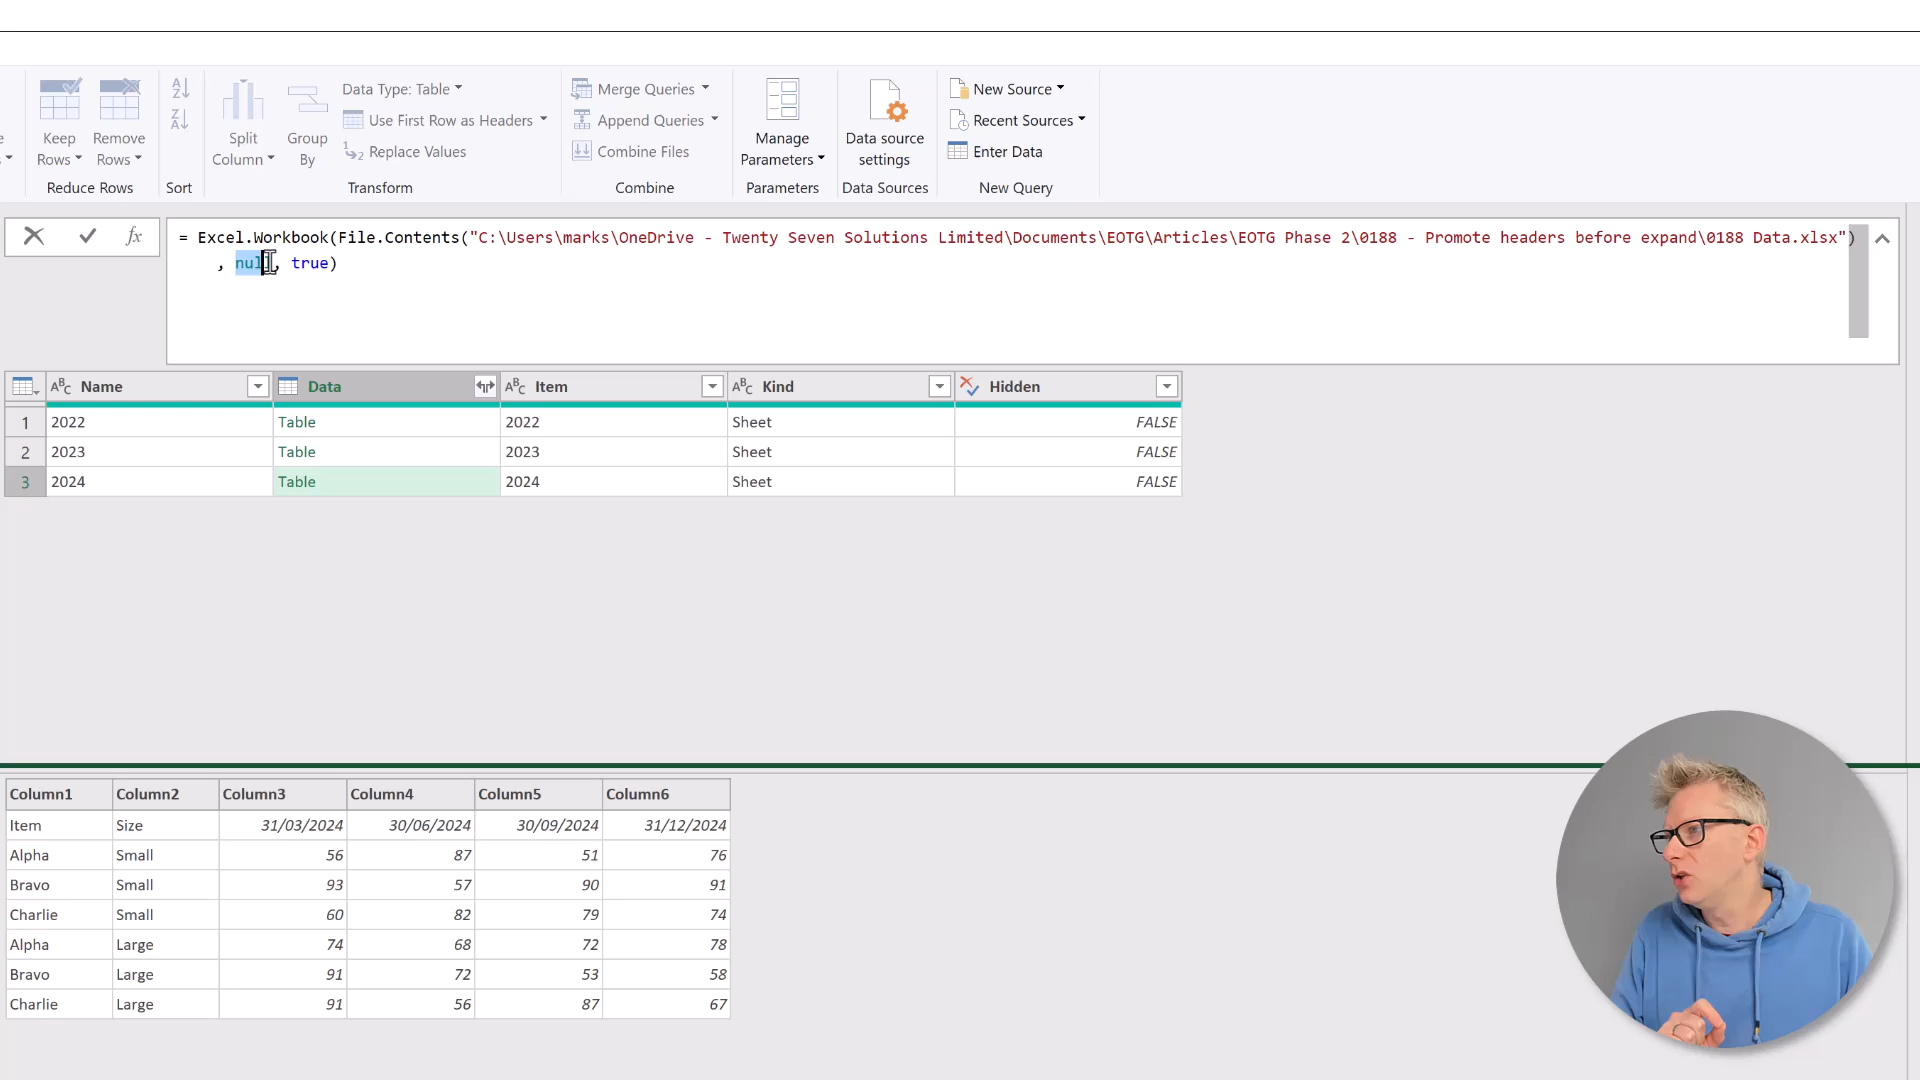 Keep Rows
Remove Rows
Reduce Rows
A Z
Z A
Sort
Split Column
Group By
Data Type: Table
Use First Row as Headers
1 2 Replace Values
Transform
Merge Queries
Append Queries
Combine Files
Combine
Manage Parameters
Parameters
Data source settings
Data Sources
New Source
Recent Sources
Enter Data
New Query
fx
= Excel.Workbook(File.Contents("C:\Users\marks\OneDrive - Twenty Seven Solutions Limited\Documents\EOTG\Articles\EOTG Phase 2\0188 - Promote headers before expand\0188 Data.xlsx")
, null, true)
ABC Name Data ABC Item ABC Kind Hidden
1 2022 Table 2022 Sheet FALSE
2 2023 Table 2023 Sheet FALSE
3 2024 Table 2024 Sheet FALSE
Column1 Column2 Column3 Column4 Column5 Column6
Item Size 31/03/2024 30/06/2024 30/09/2024 31/12/2024
Alpha Small 56 87 51 76
Bravo Small 93 57 90 91
Charlie Small 60 82 79 74
Alpha Large 74 68 72 78
Bravo Large 91 72 53 58
Charlie Large 91 56 87 67